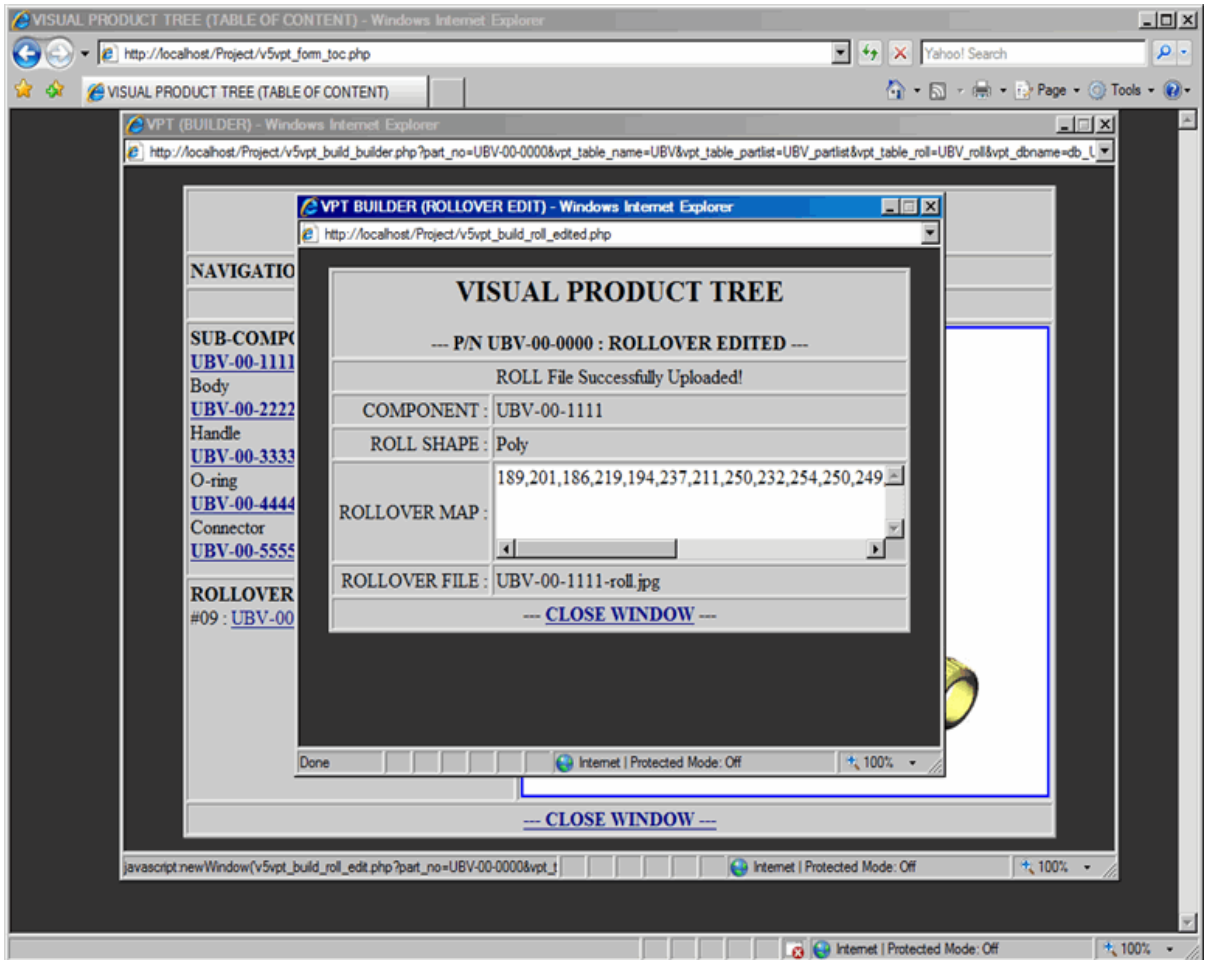 VISUAL PRODUCT TREE (TABLE OF CONTENT) - Windows Internet Explorer
http://localhost/Project/v5vpt_form_toc.php
Yahoo! Search
VISUAL PRODUCT TREE (TABLE OF CONTENT)
Page
Tools
VPT (BUILDER) - Windows Internet Explorer
http://localhost/Project/v5vpt_build_builder.php?part_no=UBV-00-0000&vpt_table_name=UBV&vpt_table_partlist=UBV_partlist&vpt_table_roll=UBV_roll&vpt_dbname=db_U
NAVIGATIO
SUB-COMPO
UBV-00-1111
Body
UBV-00-2222
Handle
UBV-00-3333
O-ring
UBV-00-4444
Connector
UBV-00-5555
ROLLOVER
#09 : UBV-00
VPT BUILDER (ROLLOVER EDIT) - Windows Internet Explorer
http://localhost/Project/v5vpt_build_roll_edited.php
VISUAL PRODUCT TREE
--- P/N UBV-00-0000 : ROLLOVER EDITED ---
ROLL File Successfully Uploaded!
COMPONENT : UBV-00-1111
ROLL SHAPE : Poly
ROLLOVER MAP : 189,201,186,219,194,237,211,250,232,254,250,249,
ROLLOVER FILE : UBV-00-1111-roll.jpg
--- CLOSE WINDOW ---
Done
Internet | Protected Mode: Off
100%
--- CLOSE WINDOW ---
javascript:newWindow('v5vpt_build_roll_edit.php?part_no=UBV-00-0000&vpt_t
Internet | Protected Mode: Off
100%
Internet | Protected Mode: Off
100%